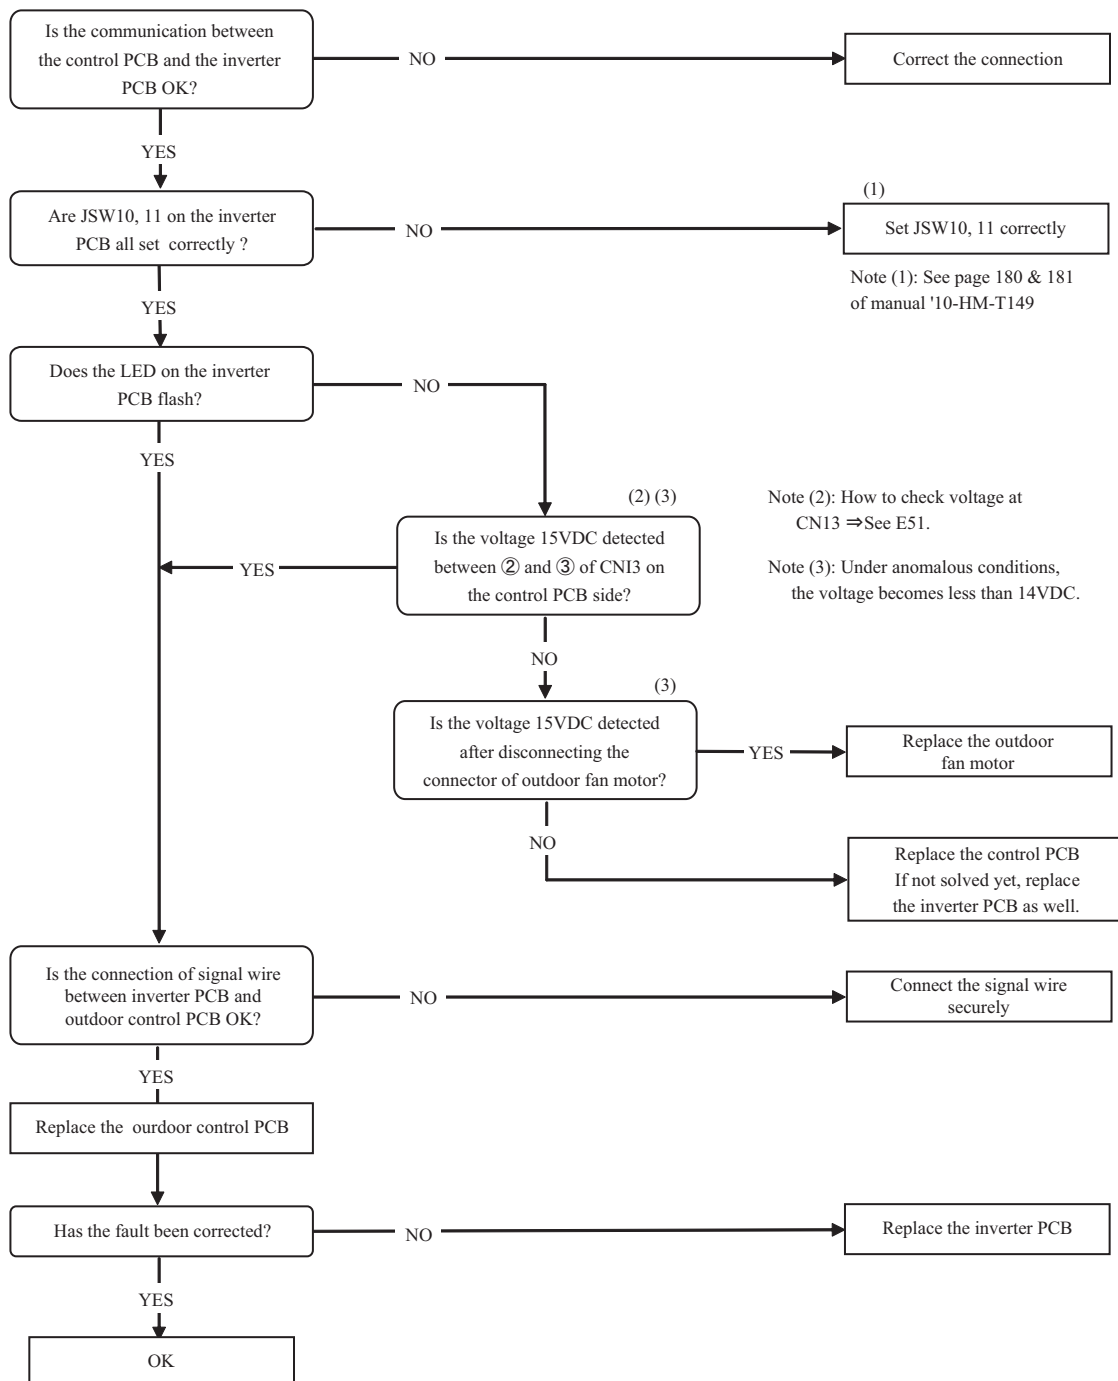 Is the communication between
the control PCB and the inverter
PCB OK?
NO
Correct the connection
YES
Are JSW10, 11 on the inverter
PCB all set correctly ?
NO
(1)
Set JSW10, 11 correctly
Note (1): See page 180 & 181
of manual '10-HM-T149
YES
Does the LED on the inverter
PCB flash?
NO
YES
(2) (3)
Is the voltage 15VDC detected
between ② and ③ of CNI3 on
the control PCB side?
YES
Note (2): How to check voltage at
CN13 ⇒See E51.
Note (3): Under anomalous conditions,
the voltage becomes less than 14VDC.
NO
(3)
Is the voltage 15VDC detected
after disconnecting the
connector of outdoor fan motor?
YES
Replace the outdoor
fan motor
NO
Replace the control PCB
If not solved yet, replace
the inverter PCB as well.
Is the connection of signal wire
between inverter PCB and
outdoor control PCB OK?
NO
Connect the signal wire
securely
YES
Replace the ourdoor control PCB
Has the fault been corrected?
NO
Replace the inverter PCB
YES
OK